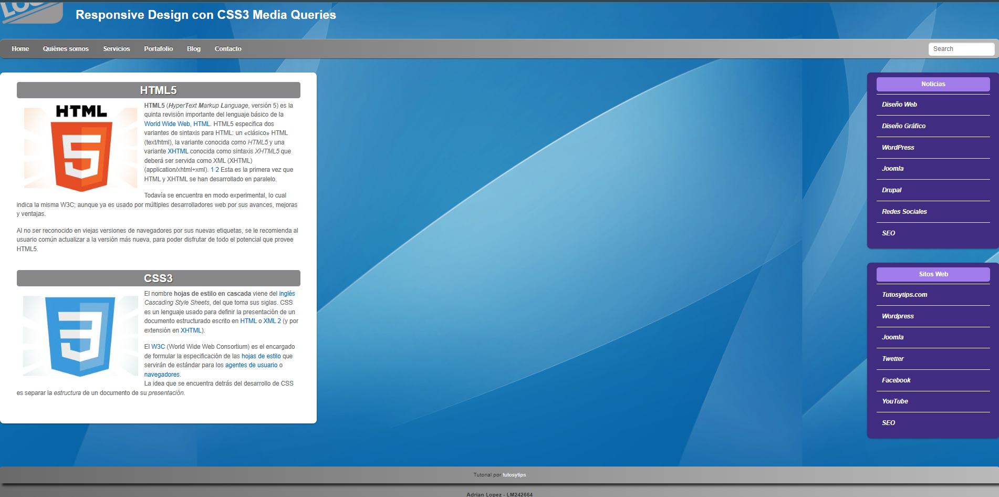 Responsive Design con CSS3 Media Queries
Home Quiénes somos Servicios Portafolio Blog Contacto Search
HTML5
HTML
HTML5 (HyperText Markup Language, versión 5) es la
quinta revisión importante del lenguaje básico de la
World Wide Web, HTML. HTML5 especifica dos
variantes de sintaxis para HTML: un «clásico» HTML
(text/html), la variante conocida como HTML5 y una
variante XHTML conocida como sintaxis XHTML5 que
deberá ser servida como XML (XHTML)
(application/xhtml+xml). 1 2 Esta es la primera vez que
HTML y XHTML se han desarrollado en paralelo.
Todavía se encuentra en modo experimental, lo cual
indica la misma W3C; aunque ya es usado por múltiples desarrolladores web por sus avances, mejoras
y ventajas.
Al no ser reconocido en viejas versiones de navegadores por sus nuevas etiquetas, se le recomienda al
usuario común actualizar a la versión más nueva, para poder disfrutar de todo el potencial que provee
HTML5.
CSS3
El nombre hojas de estilo en cascada viene del inglés
Cascading Style Sheets, del que toma sus siglas. CSS
es un lenguaje usado para definir la presentación de un
documento estructurado escrito en HTML o XML 2 (y por
extensión en XHTML).
El W3C (World Wide Web Consortium) es el encargado
de formular la especificación de las hojas de estilo que
servirán de estándar para los agentes de usuario o
navegadores.
La idea que se encuentra detrás del desarrollo de CSS
es separar la estructura de un documento de su presentación.
Noticias
Diseño Web
Diseño Gráfico
WordPress
Joomla
Drupal
Redes Sociales
SEO
Sitos Web
Tutosytips.com
Wordpress
Joomla
Twetter
Facebook
YouTube
SEO
Tutorial por tutosytips
Adrian Lopez - LM242664